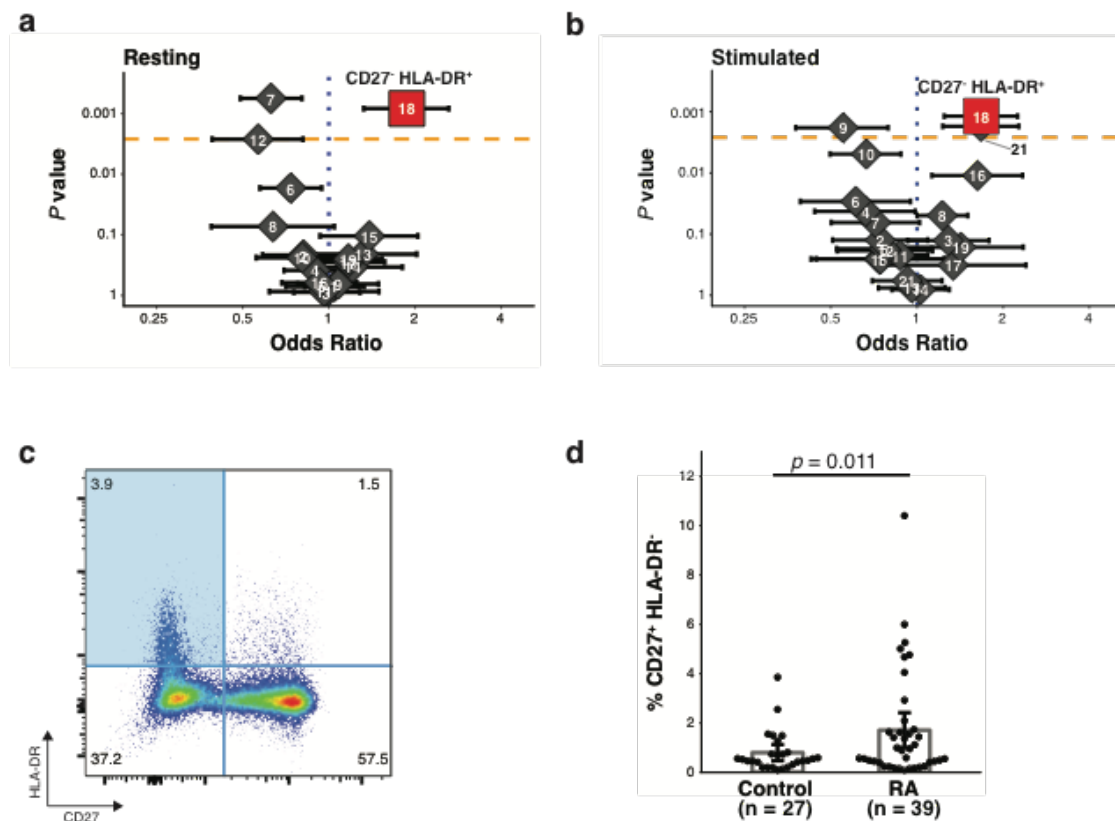 a
Resting
CD27- HLA-DR+
7
18
12
6
8
15
13
4
9
P value
0.001
0.01
0.1
1
0.25
0.5
1
2
4
Odds Ratio
b
Stimulated
CD27- HLA-DR+
18
9
21
10
16
6
4
7
8
2
3
19
11
17
P value
0.001
0.01
0.1
1
0.25
0.5
1
2
4
Odds Ratio
c
3.9
1.5
37.2
57.5
HLA-DR
CD27
d
p = 0.011
12
10
8
6
4
2
0
% CD27+ HLA-DR-
Control
(n = 27)
RA
(n = 39)